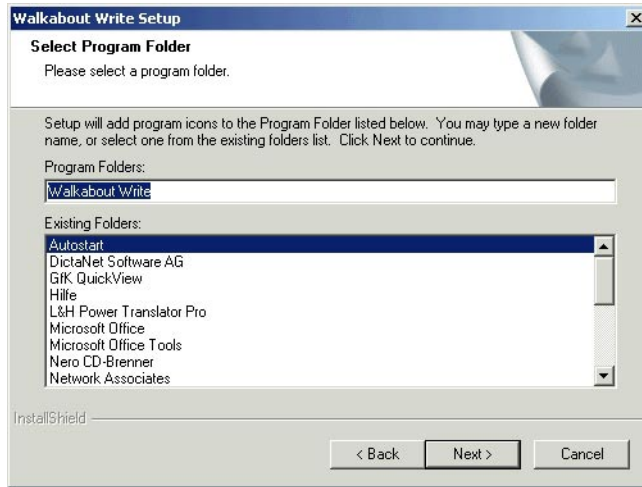 Walkabout Write Setup
Select Program Folder
Please select a program folder.
Setup will add program icons to the Program Folder listed below. You may type a new folder
name, or select one from the existing folders list. Click Next to continue.
Program Folders:
Walkabout Write
Existing Folders:
Autostart
DictaNet Software AG
GfK QuickView
Hilfe
L&H Power Translator Pro
Microsoft Office
Microsoft Office Tools
Nero CD-Brenner
Network Associates
InstallShield
< Back Next > Cancel